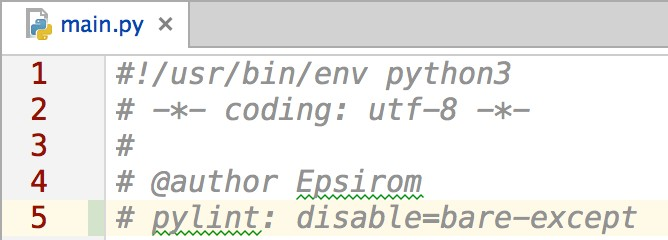 main.py ×
1 #!/usr/bin/env python3
2 # -*- coding: utf-8 -*-
3 #
4 # @author Epsirom
5 # pylint: disable=bare-except